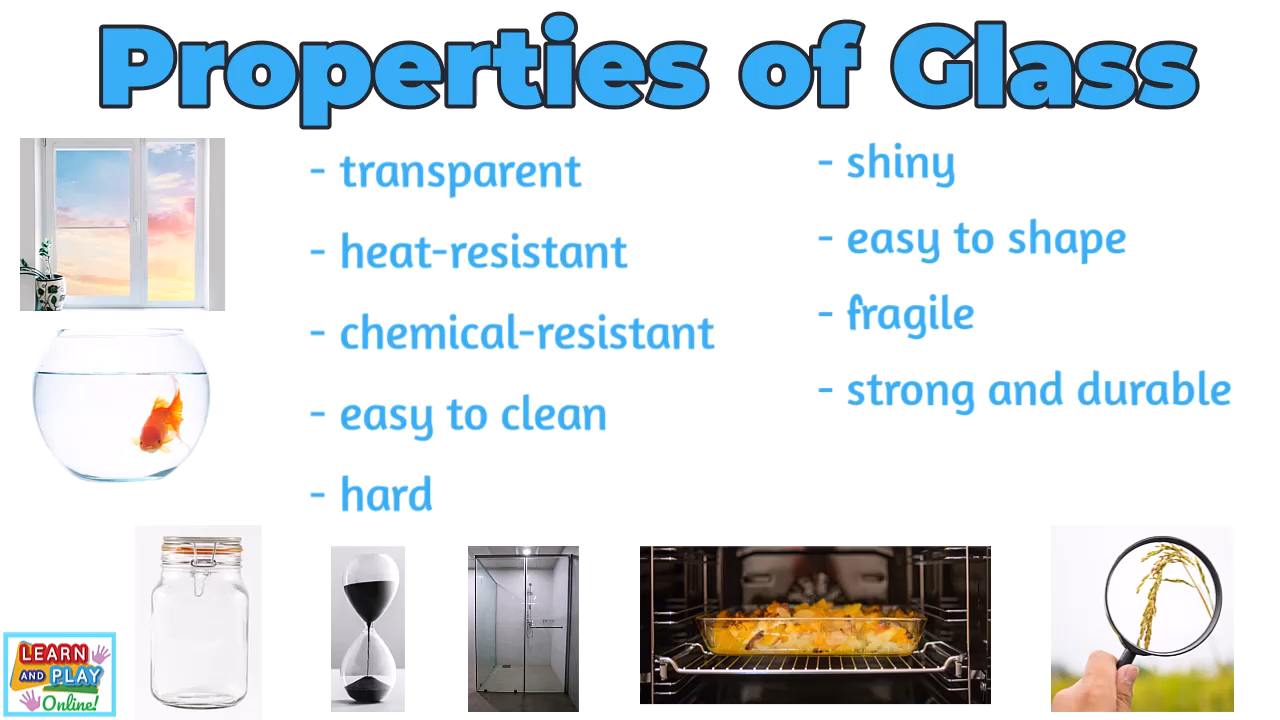 Properties of Glass
- transparent
- heat-resistant
- chemical-resistant
- easy to clean
- hard
- shiny
- easy to shape
- fragile
- strong and durable
LEARN
AND PLAY
Online!